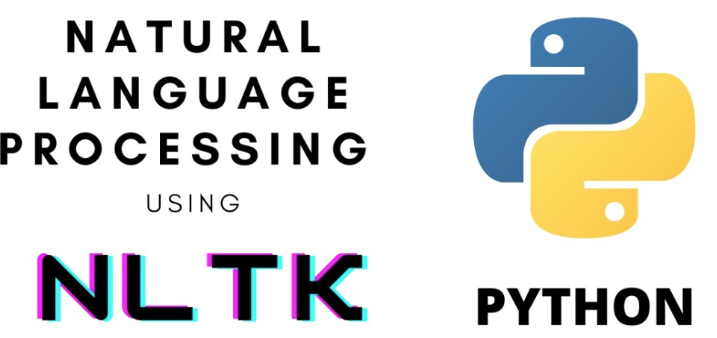 NATURAL
LANGUAGE
PROCESSING
USING
NLTK
PYTHON